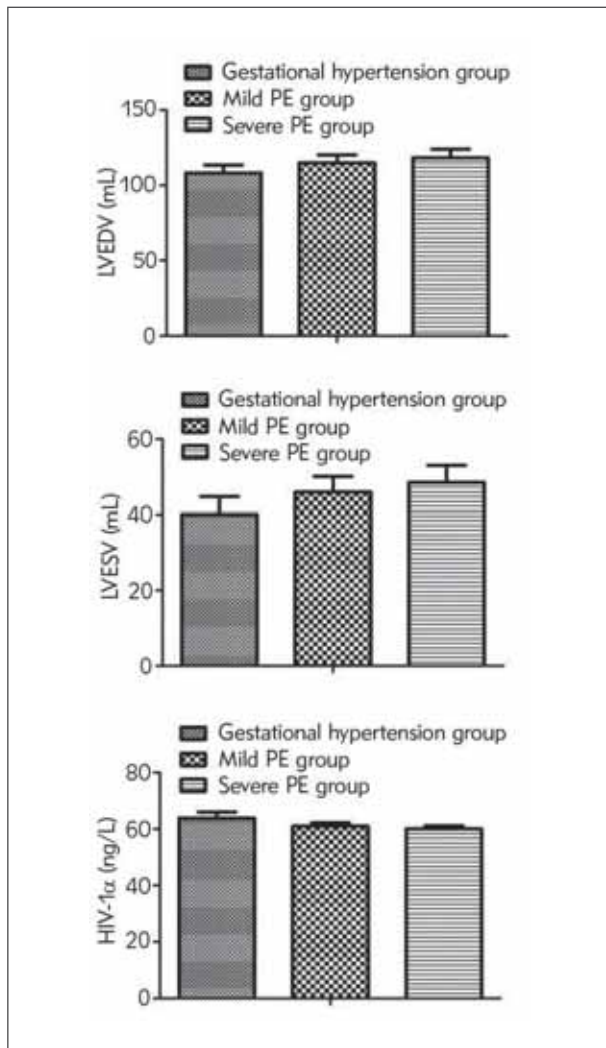 Gestational hypertension group
Mild PE group
Severe PE group
150
100
50
0
LVEDV (mL)
Gestational hypertension group
Mild PE group
Severe PE group
60
40
20
0
LVESV (mL)
Gestational hypertension group
Mild PE group
Severe PE group
80
60
40
20
0
HIV-1α (ng/L)